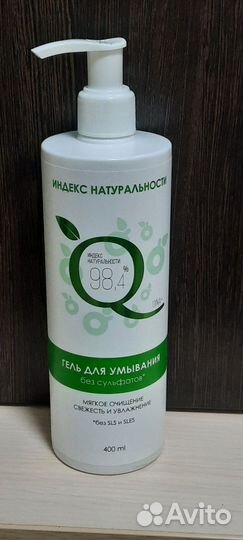 ИНДЕКС НАТУРАЛЬНОСТИ
ИНДЕКС
НАТУРАЛЬНОСТИ
98,4%
ГЕЛЬ ДЛЯ УМЫВАНИЯ
без сульфатов*
МЯГКОЕ ОЧИЩЕНИЕ
СВЕЖЕСТЬ И УВЛАЖНЕНИЕ
*без SLS и SLES
400 ml
Avito